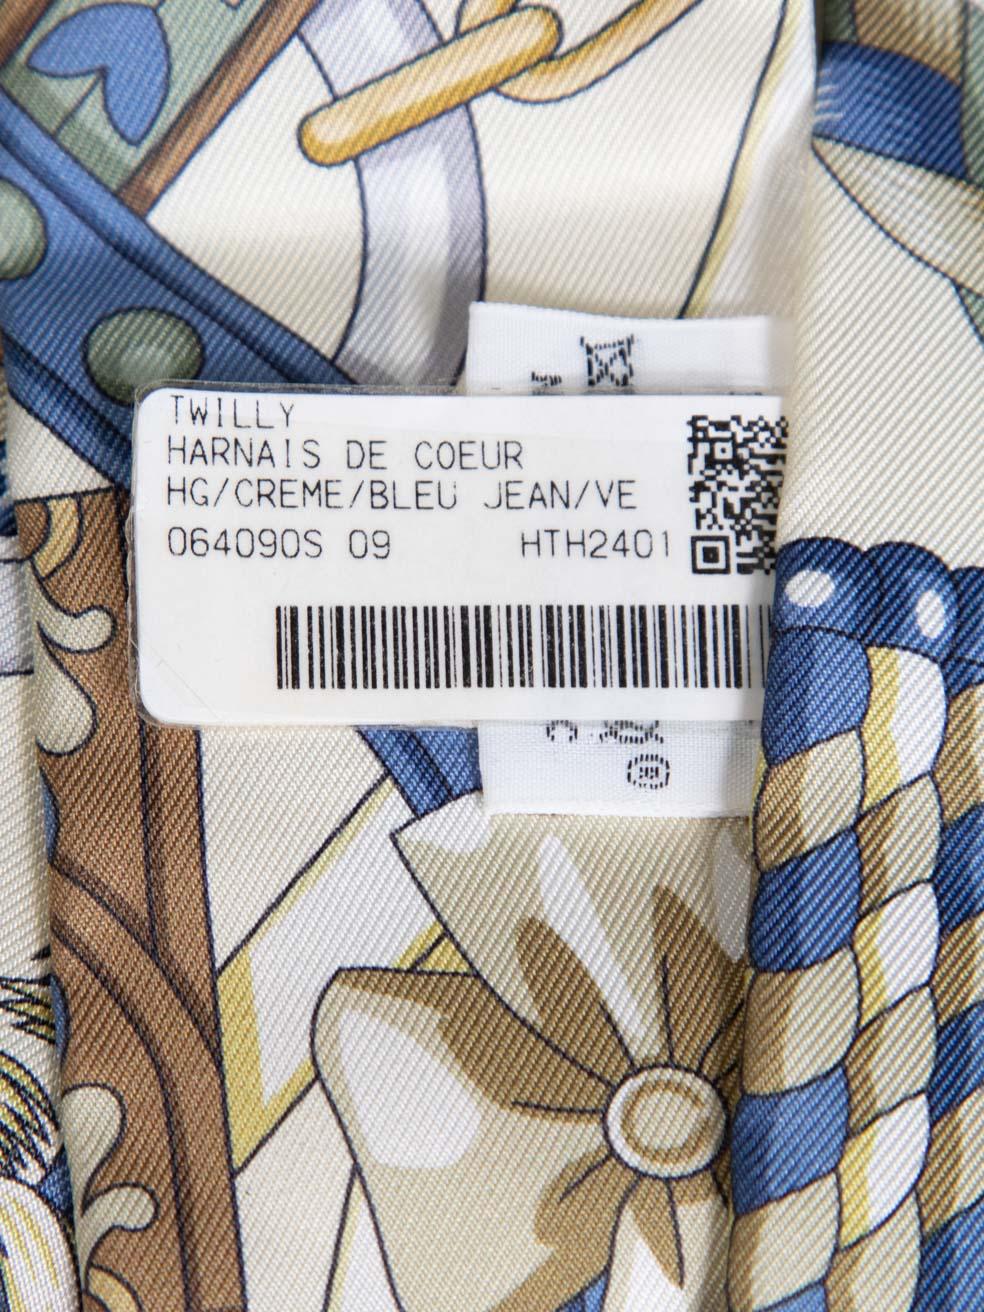 TWILLY
HARNAIS DE COEUR
HG/CREME/BLEU JEAN/VE
064090S 09 HTH2401